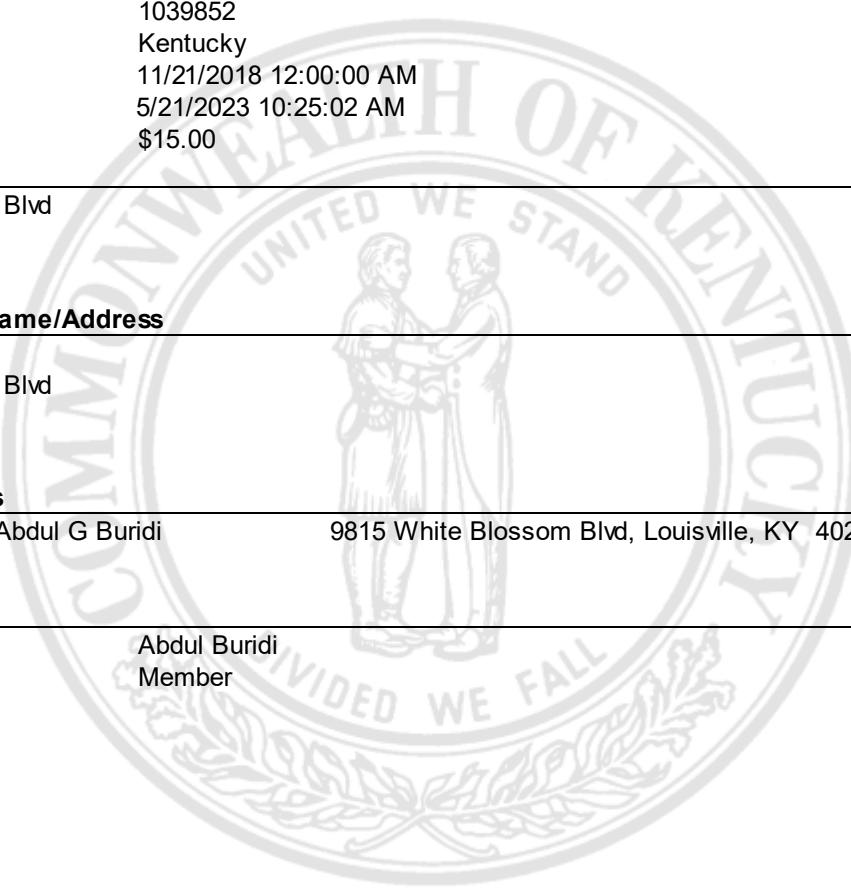 1039852
Kentucky
11/21/2018 12:00:00 AM
5/21/2023 10:25:02 AM
$15.00
Blvd
ame/Address
Blvd
s
Abdul G Buridi 9815 White Blossom Blvd, Louisville, KY 402
Abdul Buridi
Member
COMMONWEALTH OF KENTUCKY
UNITED WE STAND
DIVIDED WE FALL